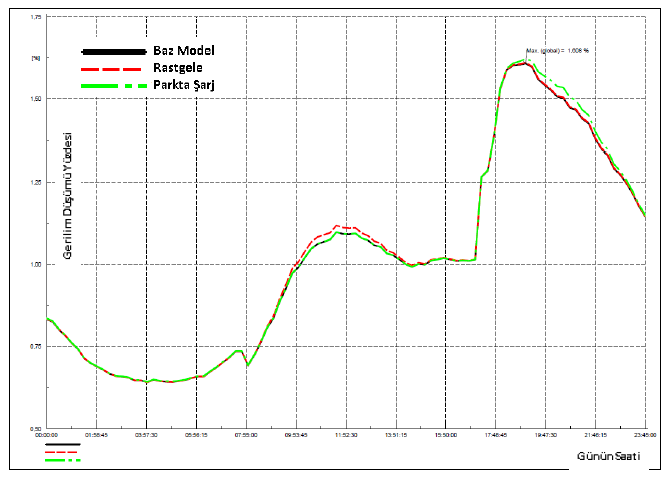 1,75
Baz Model
Rastgele
Parkta Şarj
Max. (global) = 1.608 %
1,50
1,25
1,00
0,75
0,50
Gerilim Düşümü Yüzdesi
00:00:00 01:58:45 03:57:30 05:56:15 07:55:00 09:53:45 11:52:30 13:51:15 15:50:00 17:48:45 19:47:30 21:46:15 23:45:00
Günün Saati